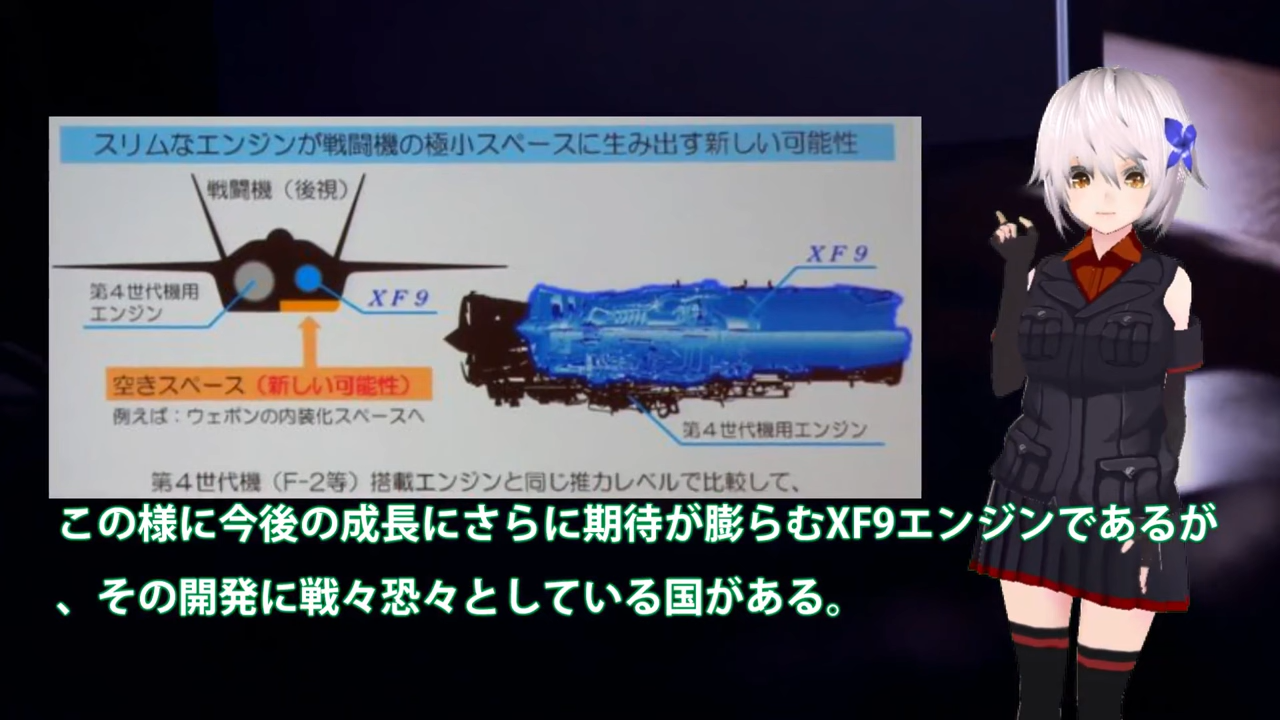 スリムなエンジンが戦闘機の極小スペースに生み出す新しい可能性
戦闘機（後視）
XF9
第４世代機用
エンジン
XF9
空きスペース（新しい可能性）
例えば：ウェポンの内装化スペースへ
第４世代機用エンジン
第４世代機（F-2等）搭載エンジンと同じ推力レベルで比較して、
この様に今後の成長にさらに期待が膨らむXF9エンジンであるが
、その開発に戦々恐々としている国がある。